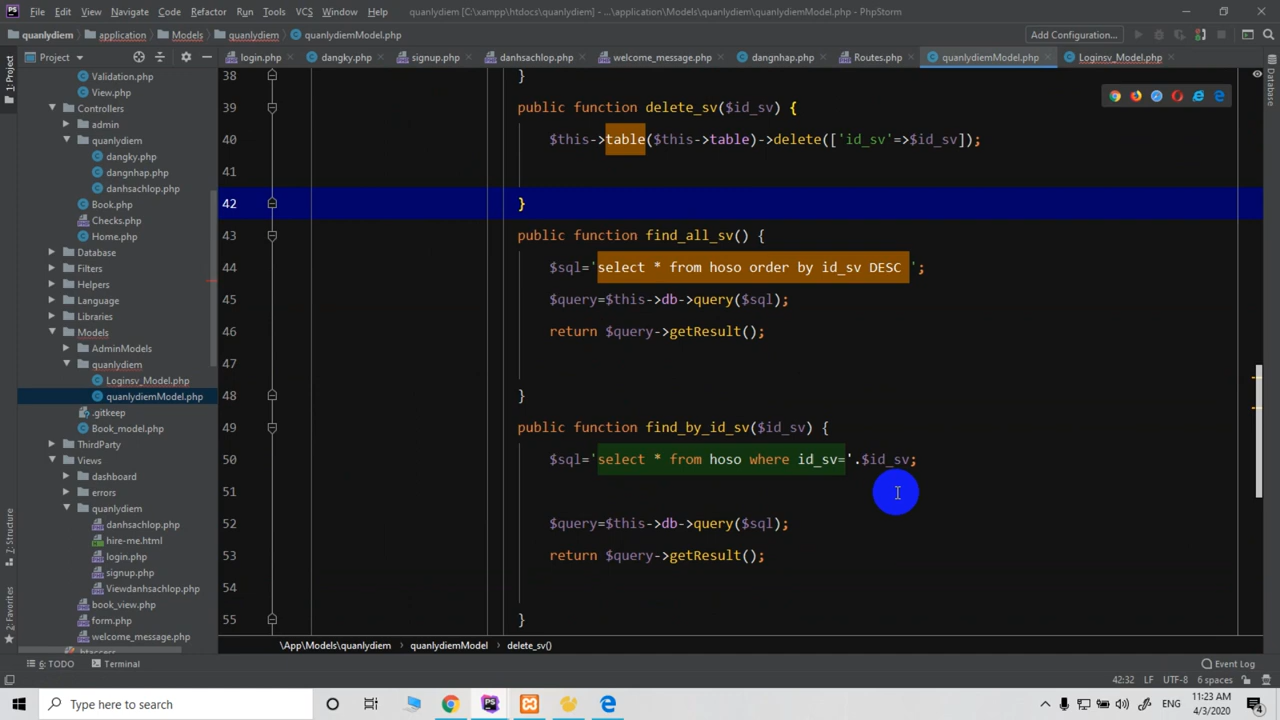 File Edit View Navigate Code Refactor Run Tools VCS Window Help quanlydiem [C:\xampp\htdocs\quanlydiem] - ...\application\Models\quanlydiem\quanlydiemModel.php - PhpStorm
quanlydiem application Models quanlydiem quanlydiemModel.php Add Configuration...
Project login.php dangky.php signup.php danhsachlop.php welcome_message.php dangnhap.php Routes.php quanlydiemModel.php Loginsv_Model.php
1: Project
Z: Structure
2: Favorites
Database
Validation.php
View.php
Controllers
admin
quanlydiem
dangky.php
dangnhap.php
danhsachlop.php
Book.php
Checks.php
Home.php
Database
Filters
Helpers
Language
Libraries
Models
AdminModels
quanlydiem
Loginsv_Model.php
quanlydiemModel.php
.gitkeep
Book_model.php
ThirdParty
Views
dashboard
errors
quanlydiem
danhsachlop.php
hire-me.html
login.php
signup.php
Viewdanhsachlop.php
book_view.php
form.php
welcome_message.php
.htaccess
38 }
39 public function delete_sv($id_sv) {
40 $this->table($this->table)->delete(['id_sv'=>$id_sv]);
41
42 }
43 public function find_all_sv() {
44 $sql='select * from hoso order by id_sv DESC ';
45 $query=$this->db->query($sql);
46 return $query->getResult();
47
48 }
49 public function find_by_id_sv($id_sv) {
50 $sql='select * from hoso where id_sv='.$id_sv;
51
52 $query=$this->db->query($sql);
53 return $query->getResult();
54
55 }
\App\Models\quanlydiem › quanlydiemModel › delete_sv()
6: TODO Terminal Event Log
42:32 LF UTF-8 6 spaces
Type here to search
ENG
11:23 AM
4/3/2020
4